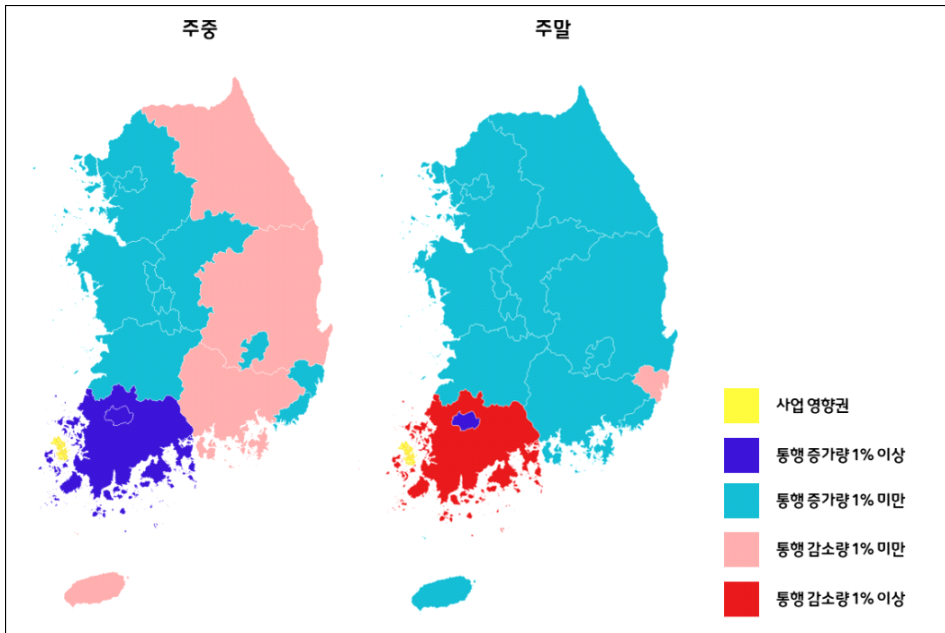 주중
주말
사업 영향권
통행 증가량 1% 이상
통행 증가량 1% 미만
통행 감소량 1% 미만
통행 감소량 1% 이상